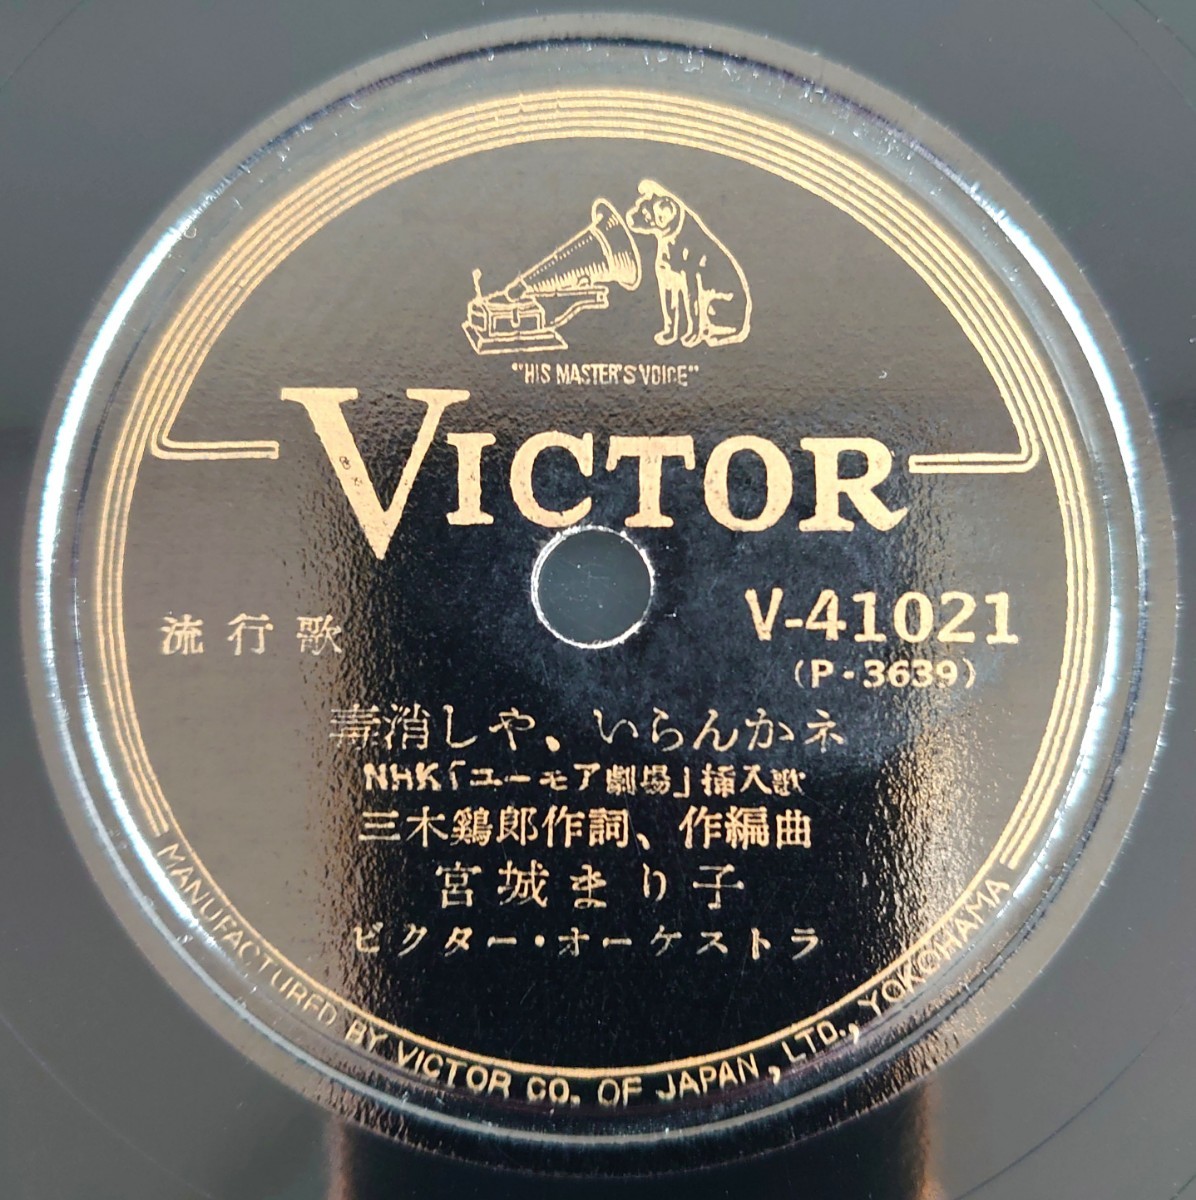 "HIS MASTER'S VOICE"
VICTOR
流行歌
V-41021
(P-3639)
毒消しや、いらんかネ
NHK「ユーモア劇場」挿入歌
三木鶏郎作詞、作編曲
宮城まり子
ビクター・オーケストラ
MANUFACTURED BY VICTOR CO. OF JAPAN, LTD., YOKOHAMA